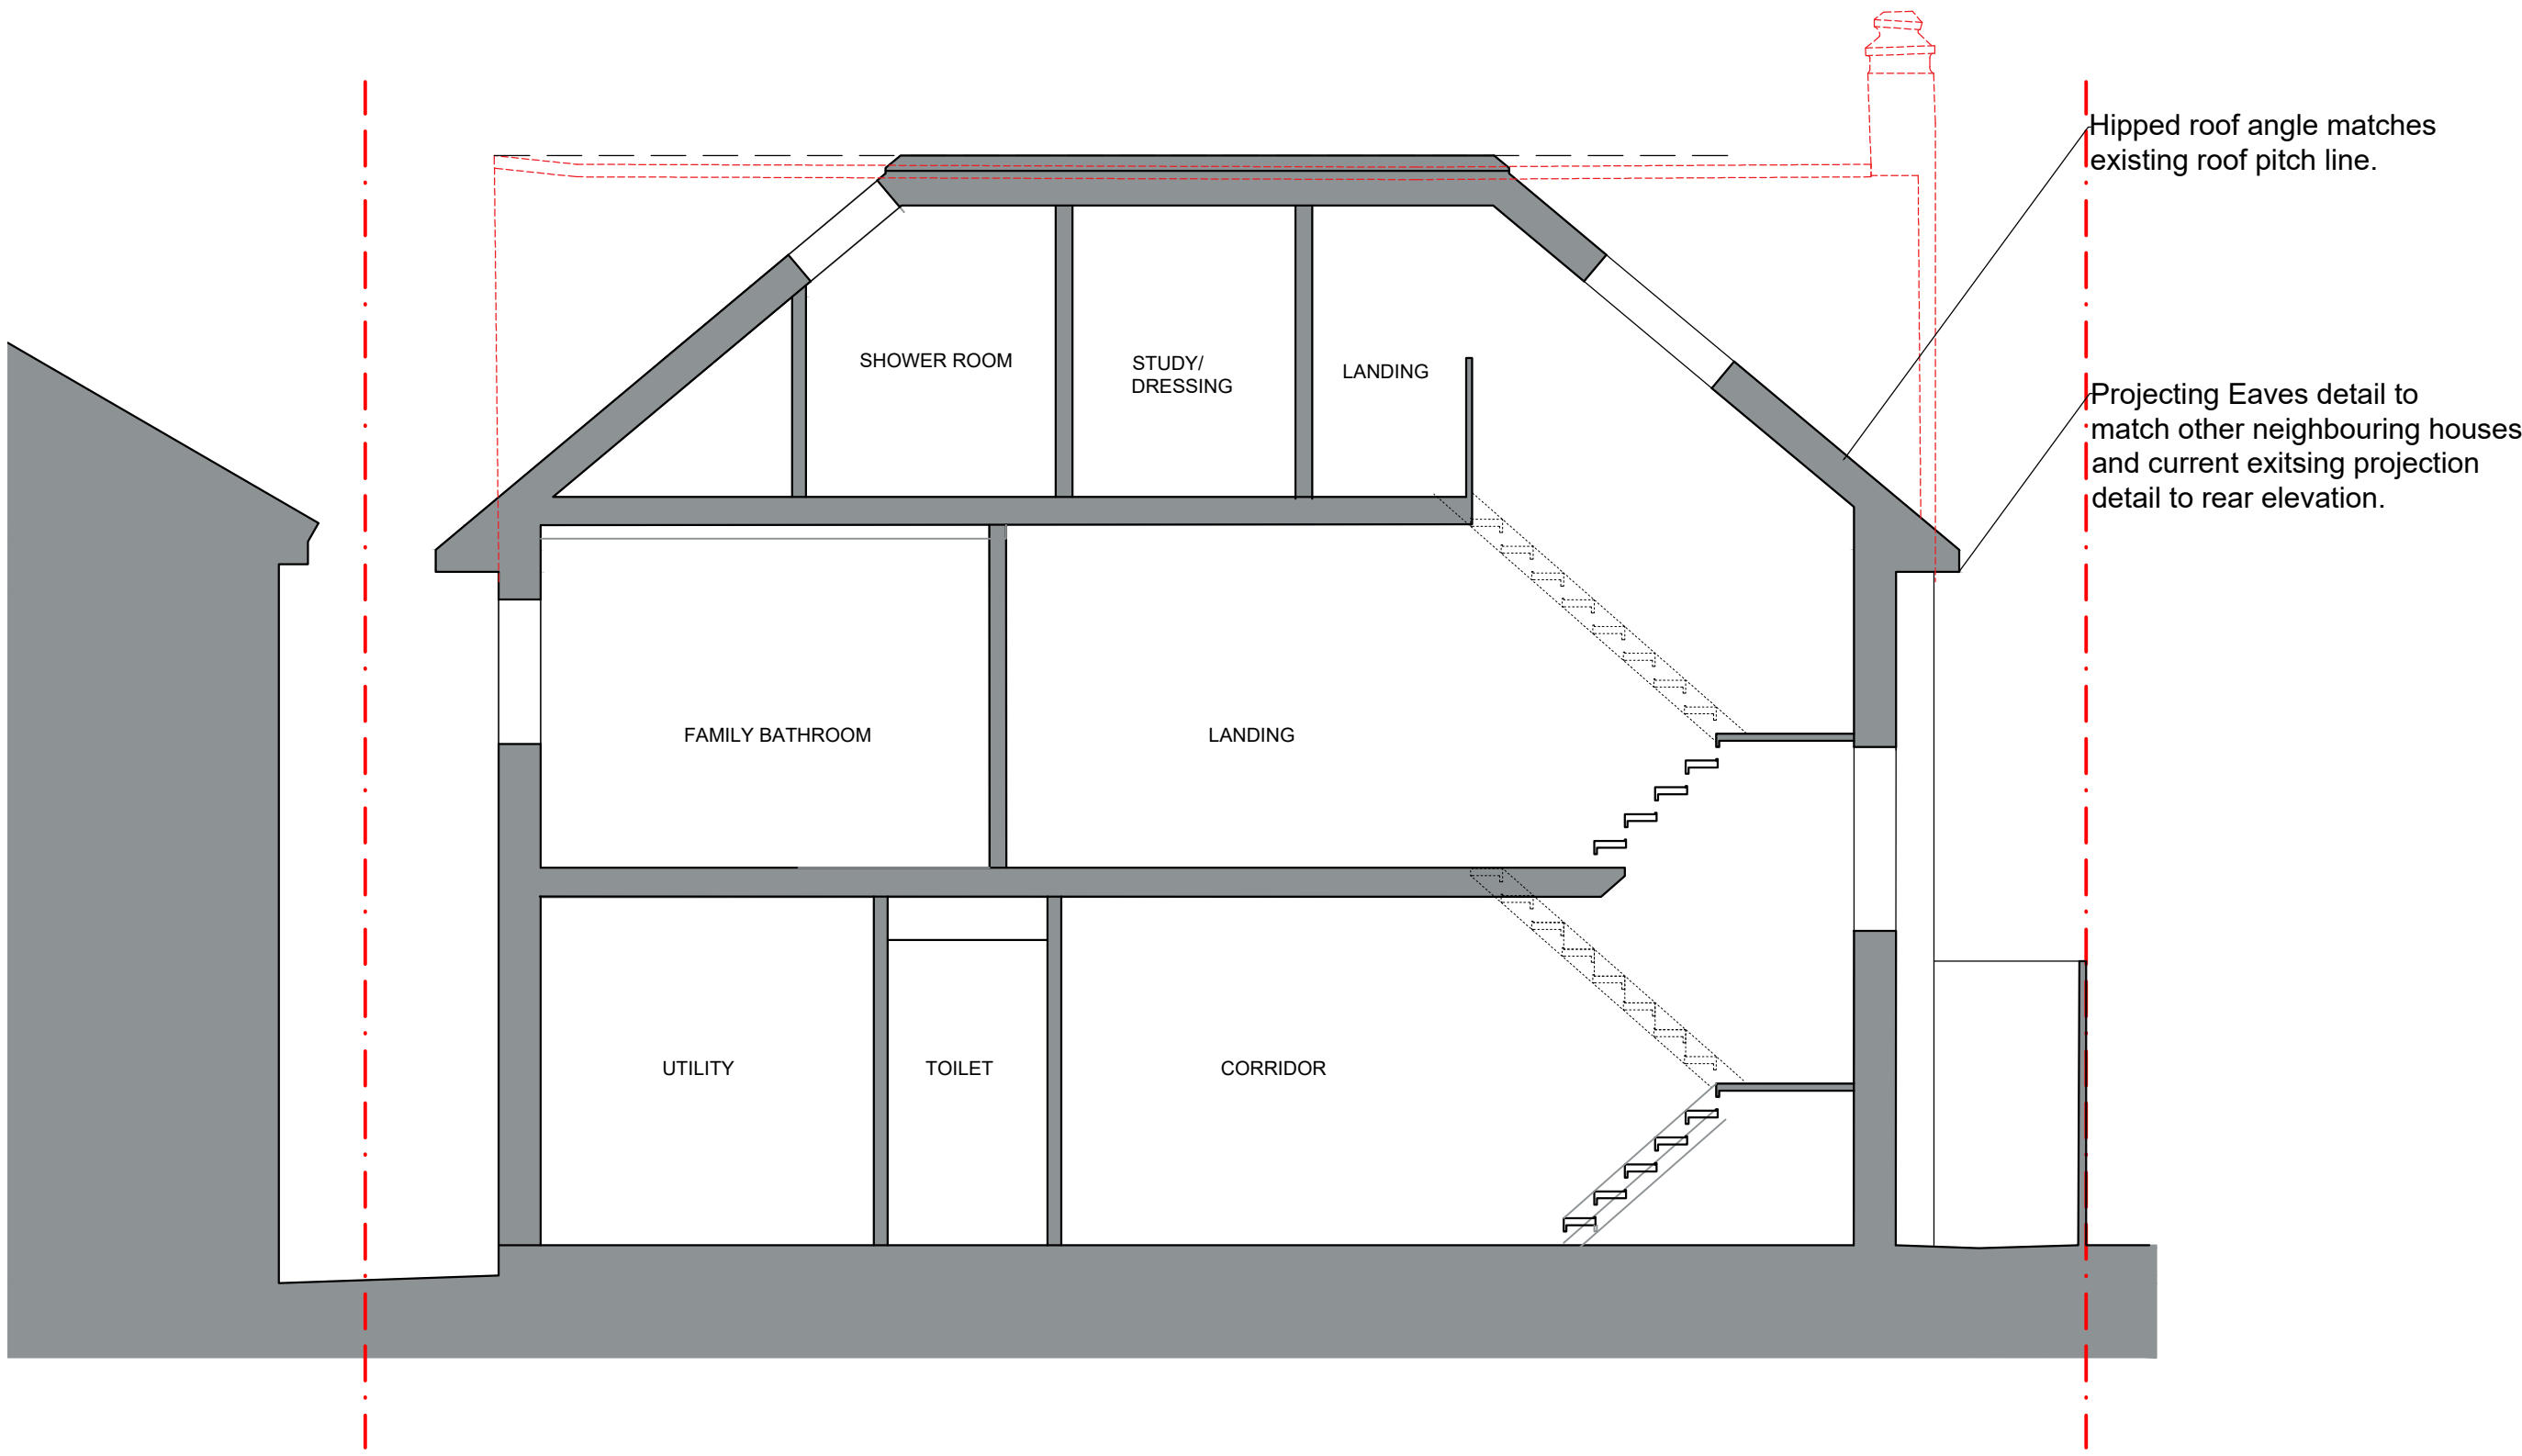 Hipped roof angle matches
existing roof pitch line.
Projecting Eaves detail to
match other neighbouring houses
and current exitsing projection
detail to rear elevation.
SHOWER ROOM
STUDY/
DRESSING
LANDING
FAMILY BATHROOM
LANDING
UTILITY
TOILET
CORRIDOR